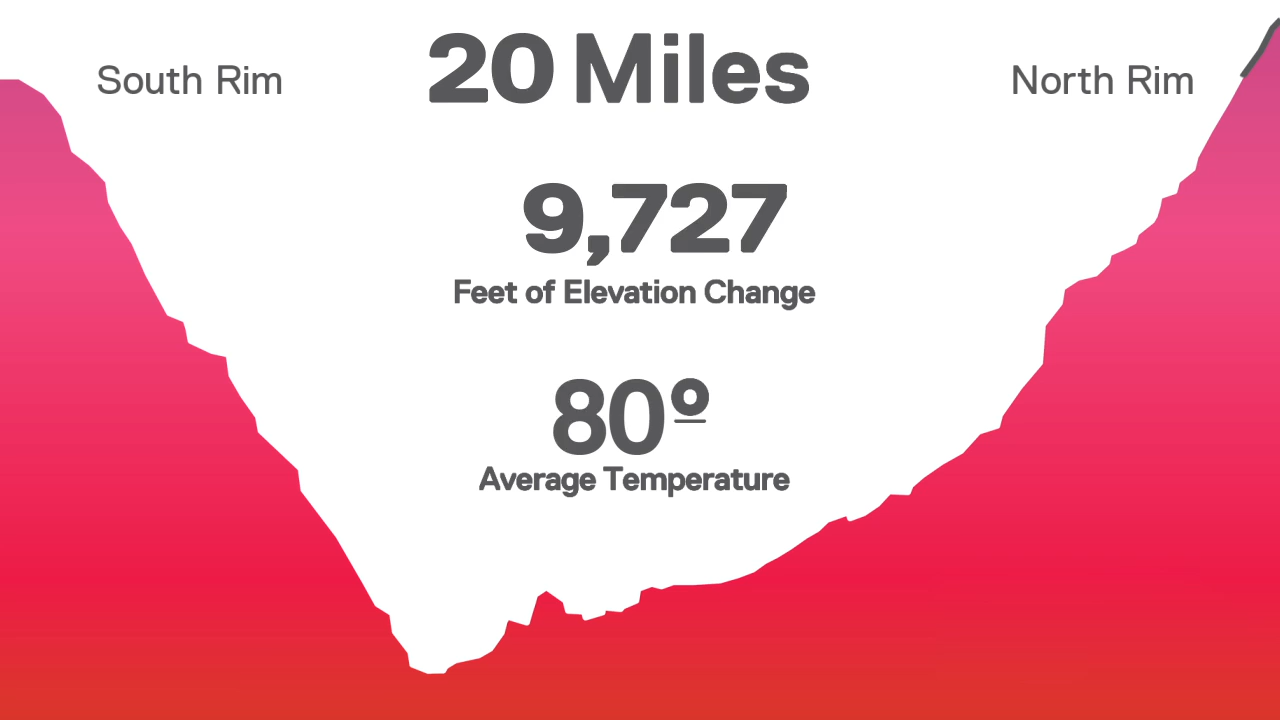 South Rim
20 Miles
North Rim
9,727
Feet of Elevation Change
80º
Average Temperature